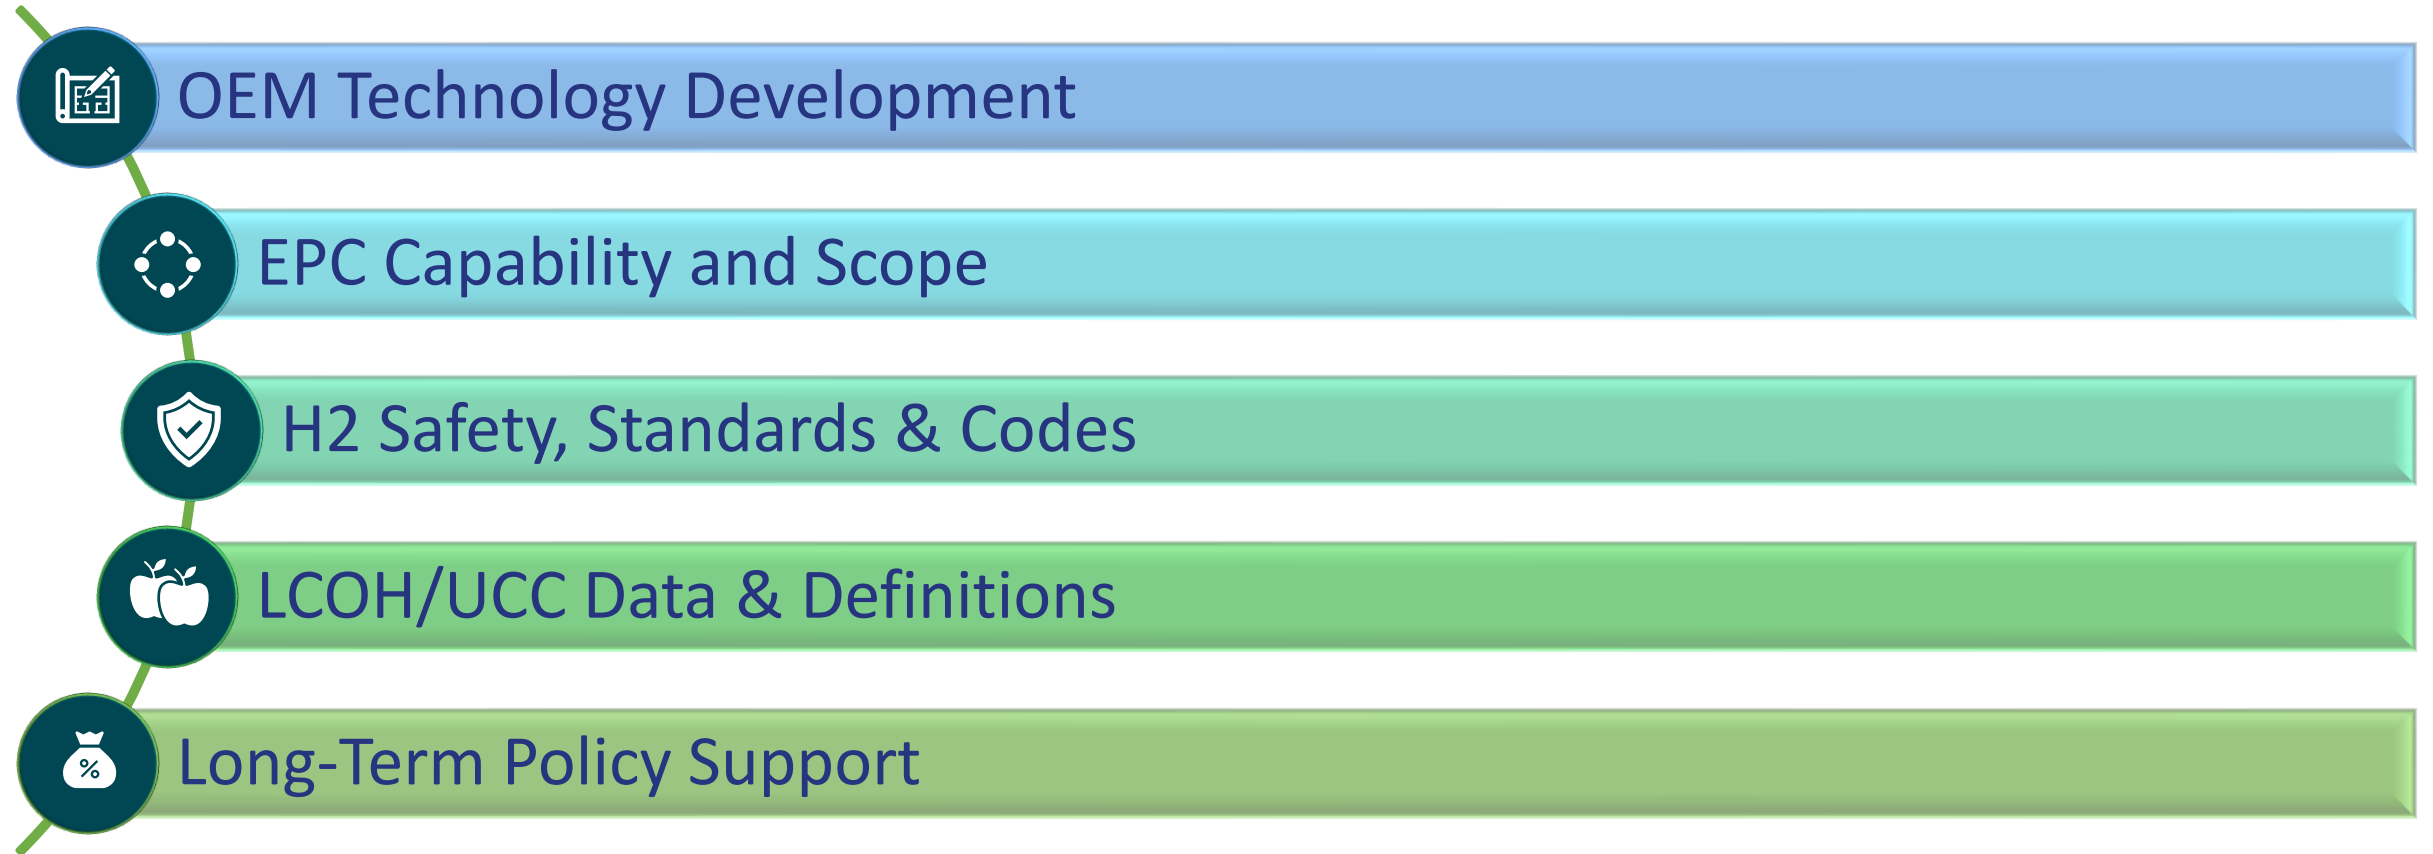 OEM Technology Development
EPC Capability and Scope
H2 Safety, Standards & Codes
LCOH/UCC Data & Definitions
Long-Term Policy Support
%